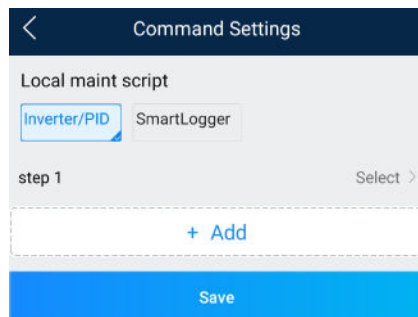 Command Settings
Local maint script
Inverter/PID SmartLogger
step 1 Select
+ Add
Save